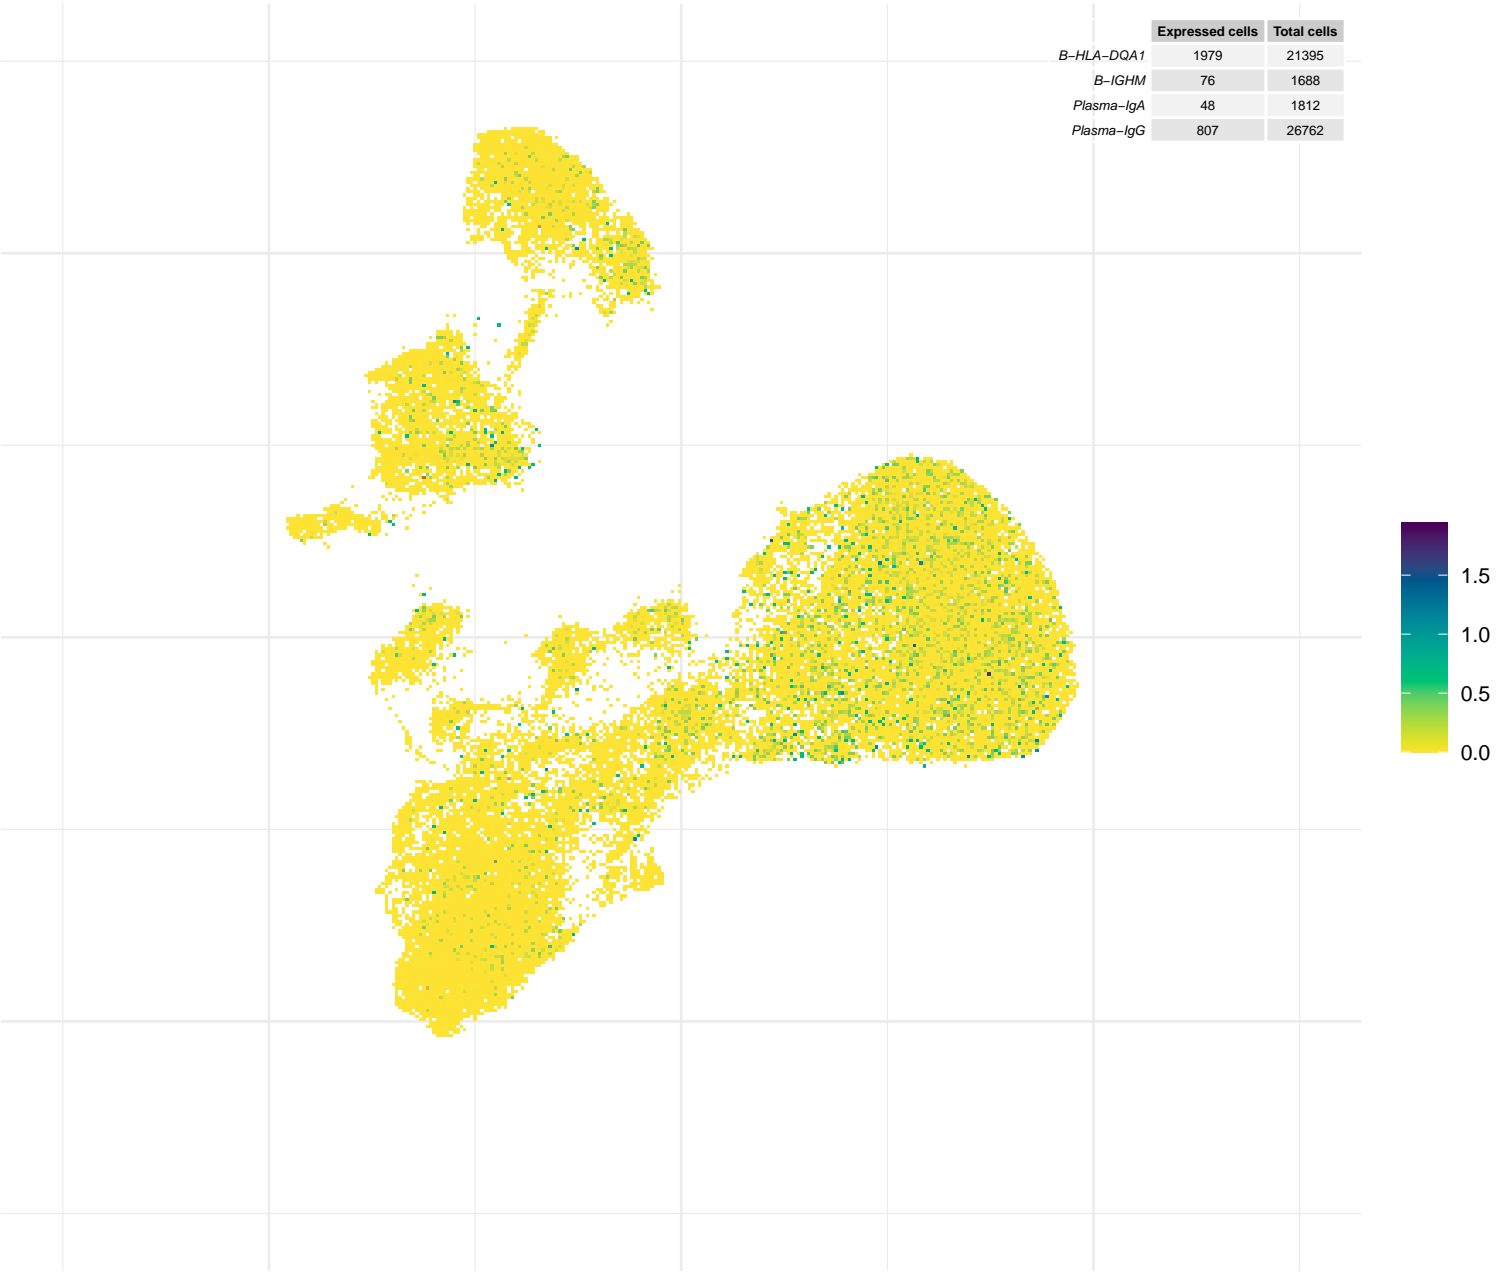 Expressed cells Total cells
B−HLA−DQA1 1979 21395
B−IGHM 76 1688
Plasma−IgA 48 1812
Plasma−IgG 807 26762
1.5
1.0
0.5
0.0